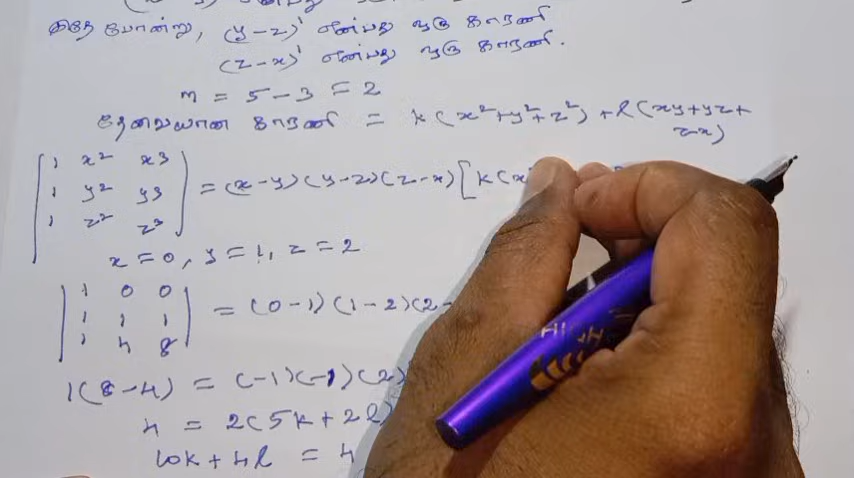 இதே போன்று, (y-z)' என்பது ஒரு காரணி
(z-x)' என்பது ஒரு காரணி.
m = 5-3 = 2
தேவையான காரணி = k(x²+y²+z²)+l(xy+yz+
zx)
| 1 x² x3 |
| 1 y² y3 | = (x-y)(y-z)(z-x)[k(x
| 1 z² z3 |
x=0, y=1, z=2
| 1 0 0 |
| 1 1 1 | = (0-1)(1-2)(2-
| 1 4 8 |
1(8-4) = (-1)(-1)(2)
4 = 2(5k+2l)
10k+4l = 4